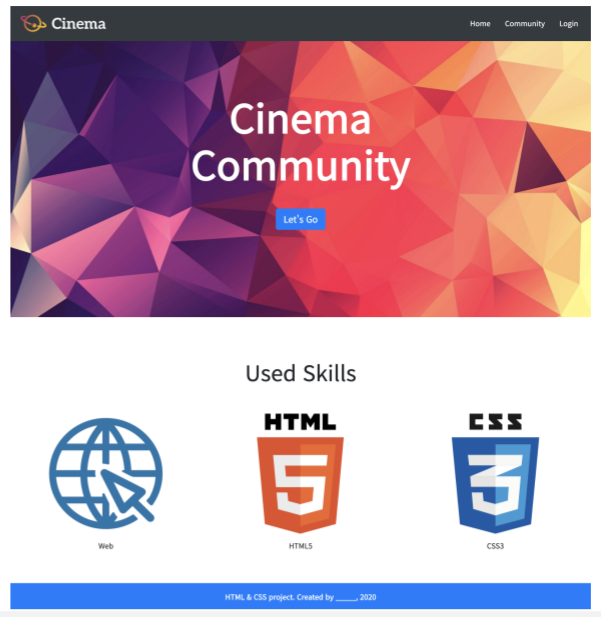 Cinema
Home Community Login
Cinema
Community
Let's Go
Used Skills
HTML
CSS
5
3
Web
HTML5
CSS3
HTML & CSS project. Created by _____, 2020